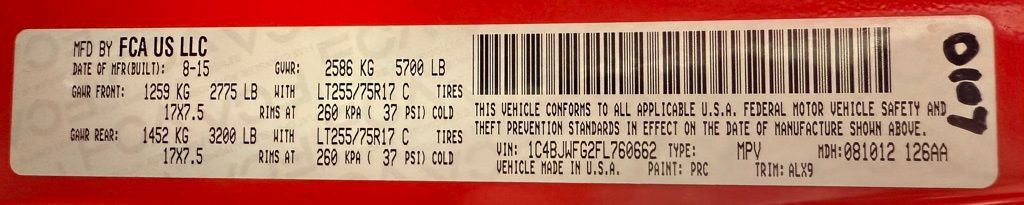 MFD BY FCA US LLC
DATE OF MFR(BUILT): 8-15 GVWR: 2586 KG 5700 LB
GAWR FRONT: 1259 KG 2775 LB WITH LT255/75R17 C TIRES
17X7.5 RIMS AT 260 KPA ( 37 PSI) COLD
GAWR REAR: 1452 KG 3200 LB WITH LT255/75R17 C TIRES
17X7.5 RIMS AT 260 KPA ( 37 PSI) COLD
THIS VEHICLE CONFORMS TO ALL APPLICABLE U.S.A. FEDERAL MOTOR VEHICLE SAFETY AND
THEFT PREVENTION STANDARDS IN EFFECT ON THE DATE OF MANUFACTURE SHOWN ABOVE.
VIN: 1C4BJWFG2FL760662 TYPE: MPV MDH:081012 126AA
VEHICLE MADE IN U.S.A. PAINT: PRC TRIM: ALX9